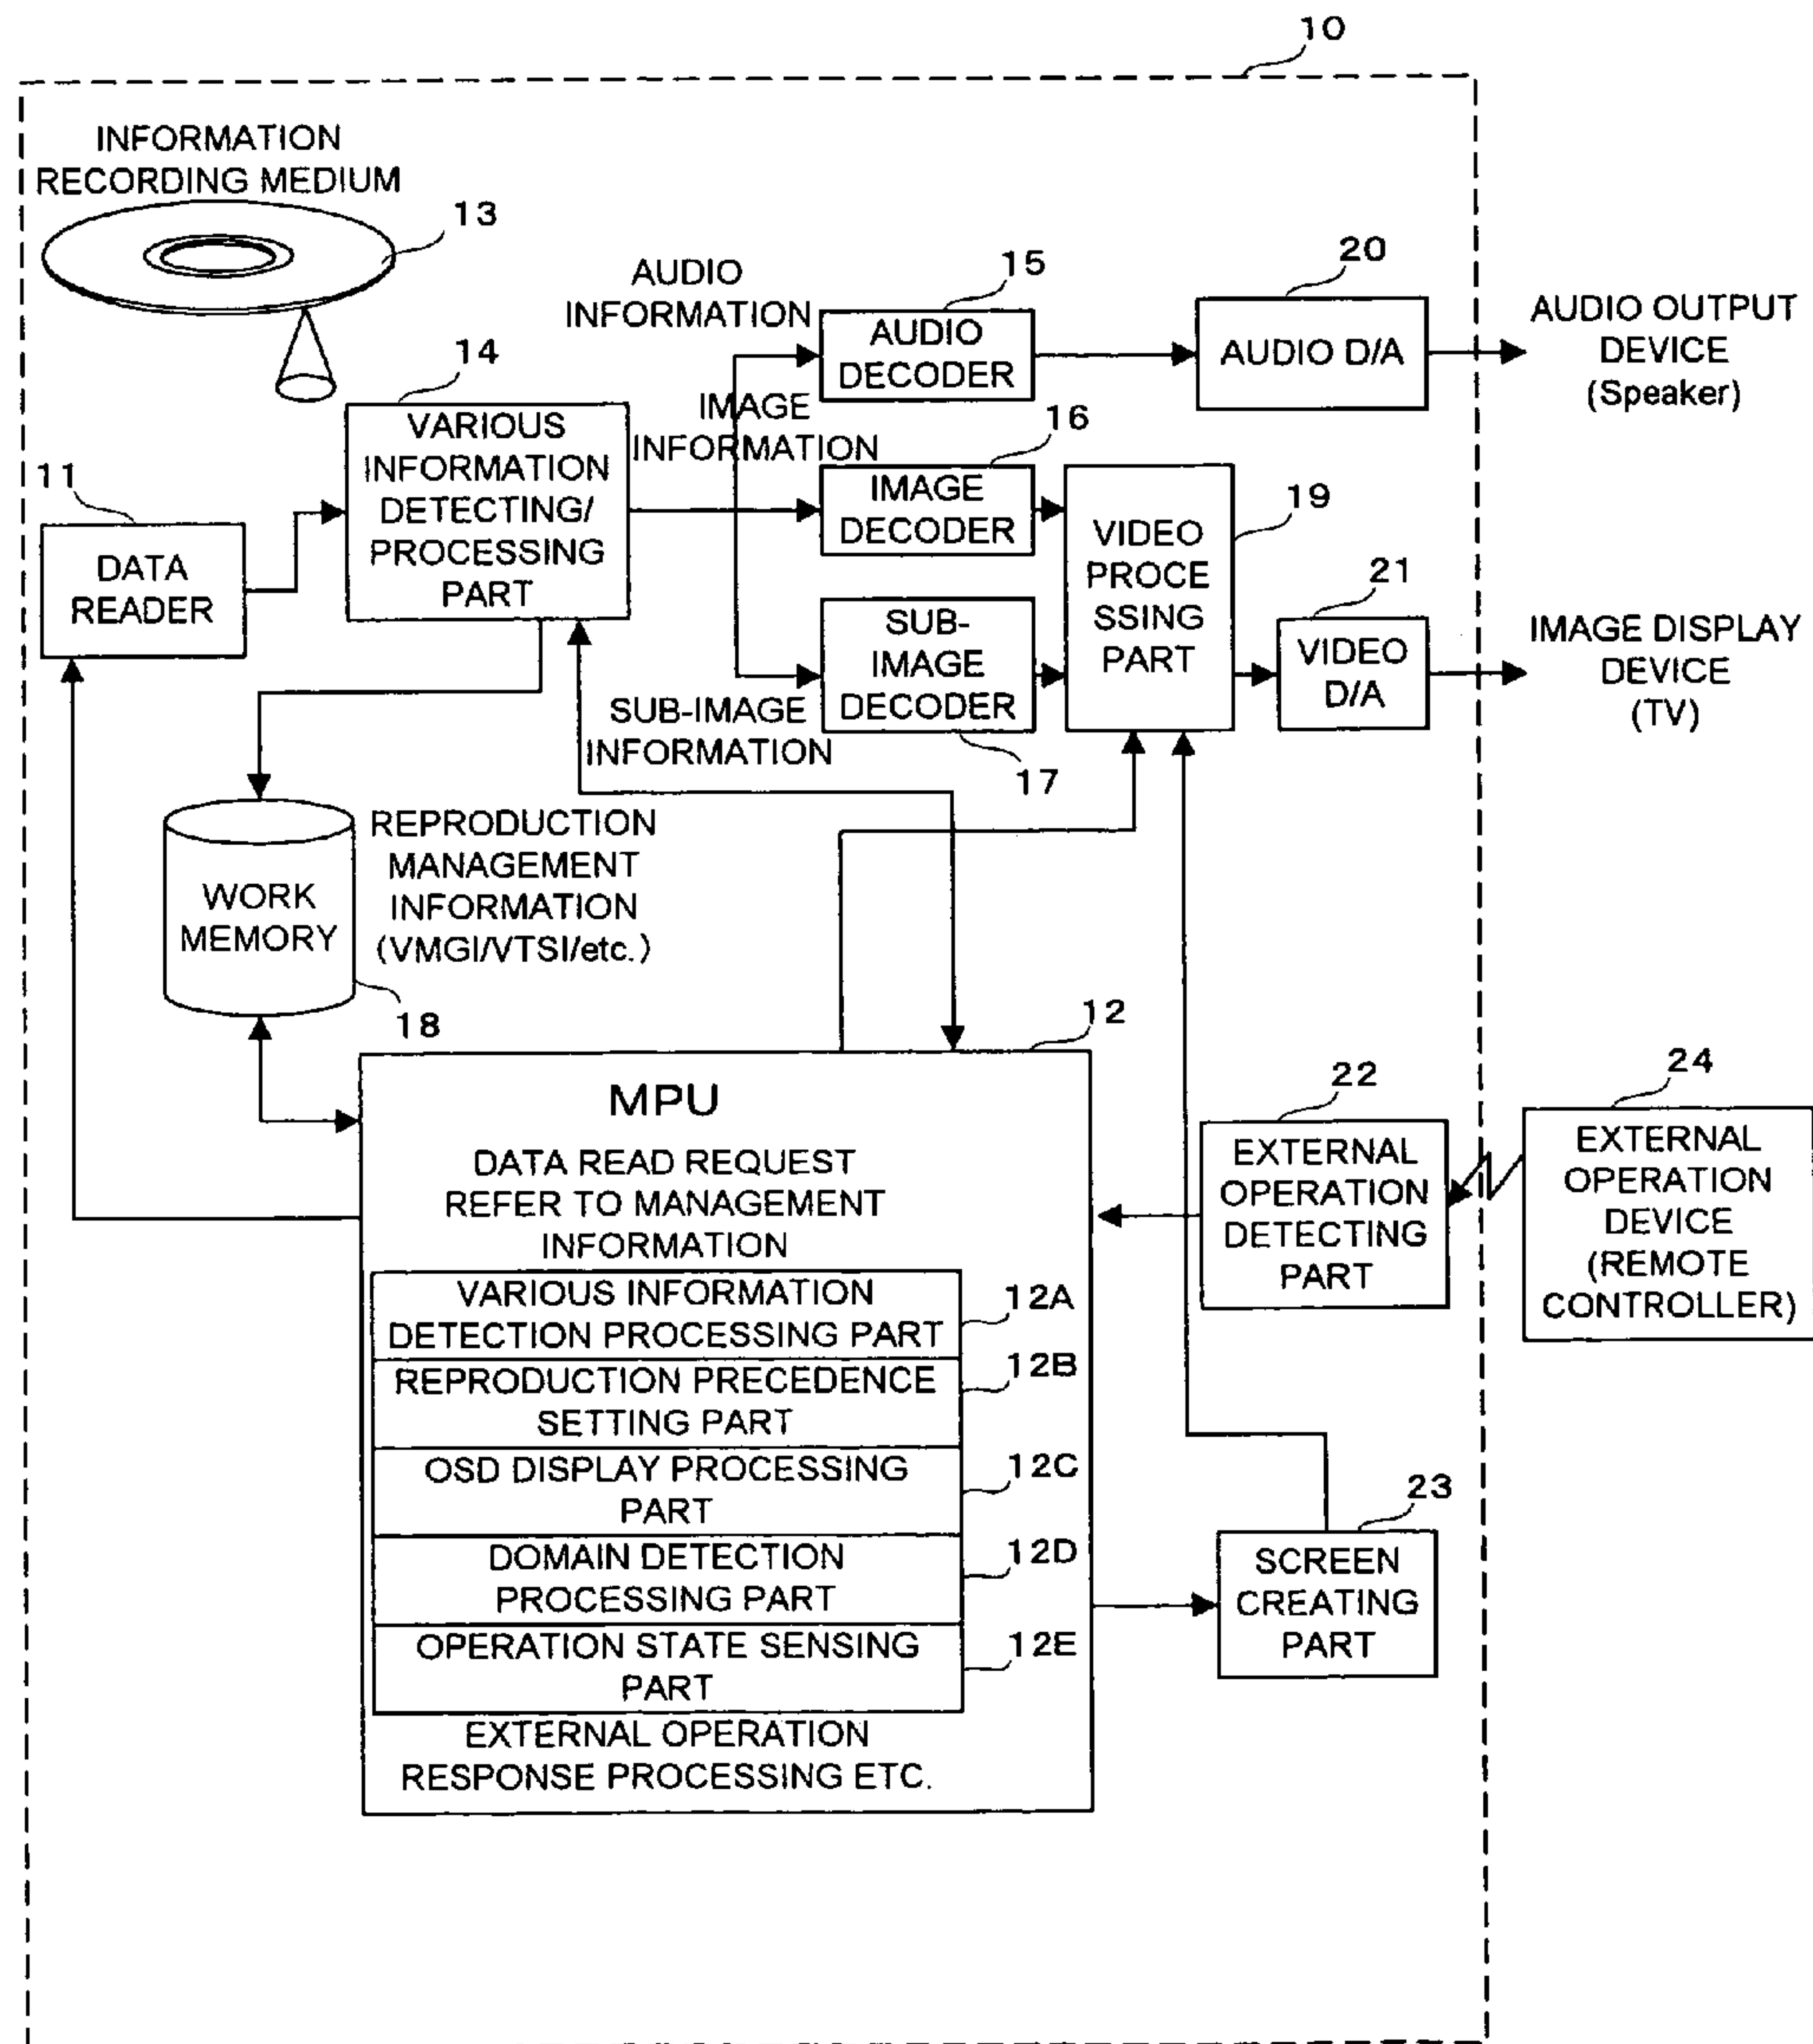 10
INFORMATION
RECORDING MEDIUM
13
AUDIO
INFORMATION
15
AUDIO
DECODER
20
AUDIO D/A
AUDIO OUTPUT
DEVICE
(Speaker)
14
VARIOUS
INFORMATION
DETECTING/
PROCESSING
PART
IMAGE
INFORMATION
16
IMAGE
DECODER
11
DATA
READER
VIDEO
PROCE
SSING
PART
19
SUB-
IMAGE
DECODER
17
21
VIDEO
D/A
IMAGE DISPLAY
DEVICE
(TV)
SUB-IMAGE
INFORMATION
WORK
MEMORY
18
REPRODUCTION
MANAGEMENT
INFORMATION
(VMGI/VTSI/etc.)
12
MPU
DATA READ REQUEST
REFER TO MANAGEMENT
INFORMATION
VARIOUS INFORMATION
DETECTION PROCESSING PART
12A
REPRODUCTION PRECEDENCE
SETTING PART
12B
OSD DISPLAY PROCESSING
PART
12C
DOMAIN DETECTION
PROCESSING PART
12D
OPERATION STATE SENSING
PART
12E
EXTERNAL OPERATION
RESPONSE PROCESSING ETC.
22
EXTERNAL
OPERATION
DETECTING
PART
24
EXTERNAL
OPERATION
DEVICE
(REMOTE
CONTROLLER)
23
SCREEN
CREATING
PART